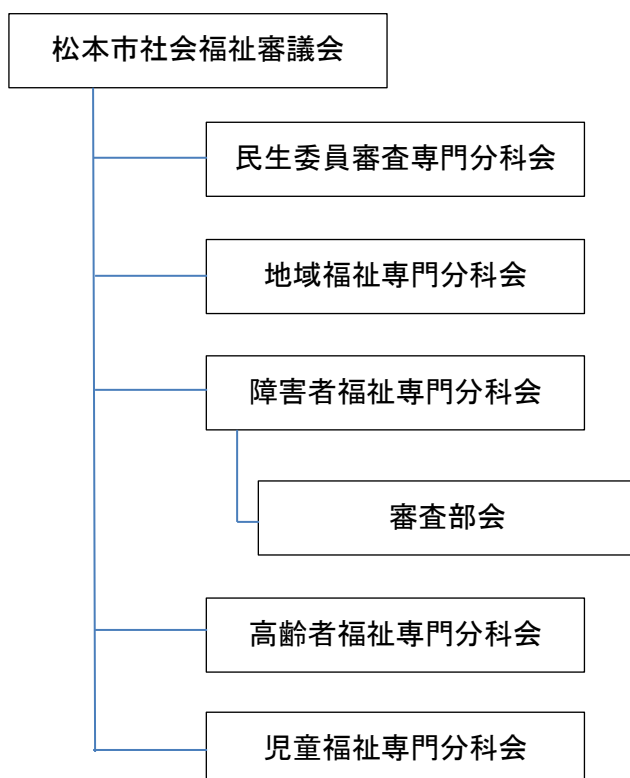 松本市社会福祉審議会
民生委員審査専門分科会
地域福祉専門分科会
障害者福祉専門分科会
審査部会
高齢者福祉専門分科会
児童福祉専門分科会